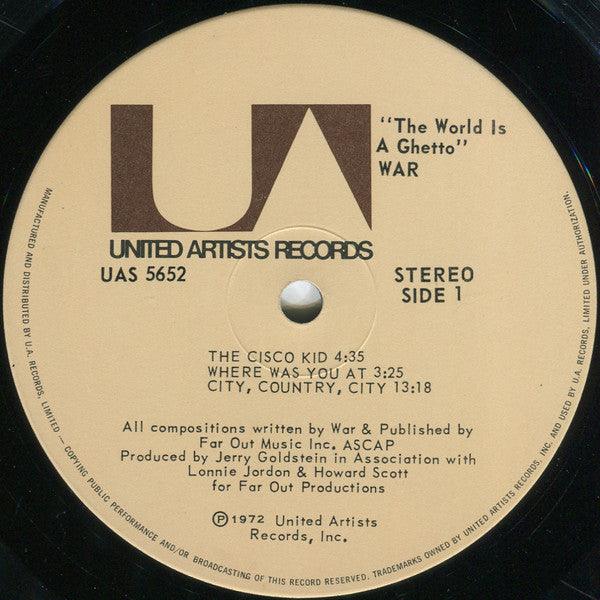 UA
"The World Is
A Ghetto"
WAR
UNITED ARTISTS RECORDS
UAS 5652
STEREO
SIDE 1
THE CISCO KID 4:35
WHERE WAS YOU AT 3:25
CITY, COUNTRY, CITY 13:18
All compositions written by War & Published by
Far Out Music Inc. ASCAP
Produced by Jerry Goldstein in Association with
Lonnie Jordon & Howard Scott
for Far Out Productions
℗ 1972 United Artists
Records, Inc.
MANUFACTURED AND DISTRIBUTED BY U.A. RECORDS, LIMITED — COPYING PUBLIC PERFORMANCE AND/OR BROADCASTING OF THIS RECORD RESERVED. TRADEMARKS OWNED BY UNITED ARTISTS RECORDS, INC. AND USED BY U.A. RECORDS UNDER AUTHORIZATION.